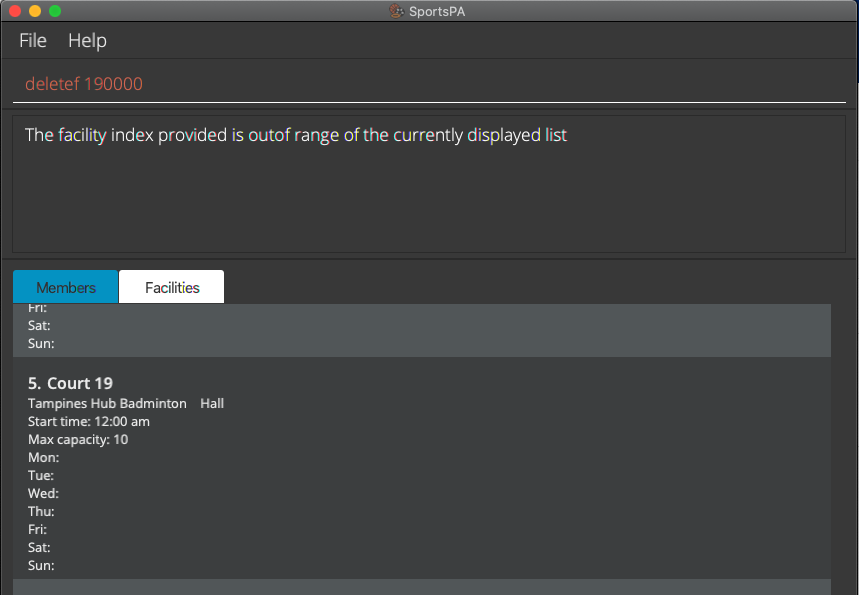 SportsPA
File Help
deletef 190000
The facility index provided is outof range of the currently displayed list
Members Facilities
Fri:
Sat:
Sun:
5. Court 19
Tampines Hub Badminton Hall
Start time: 12:00 am
Max capacity: 10
Mon:
Tue:
Wed:
Thu:
Fri:
Sat:
Sun: